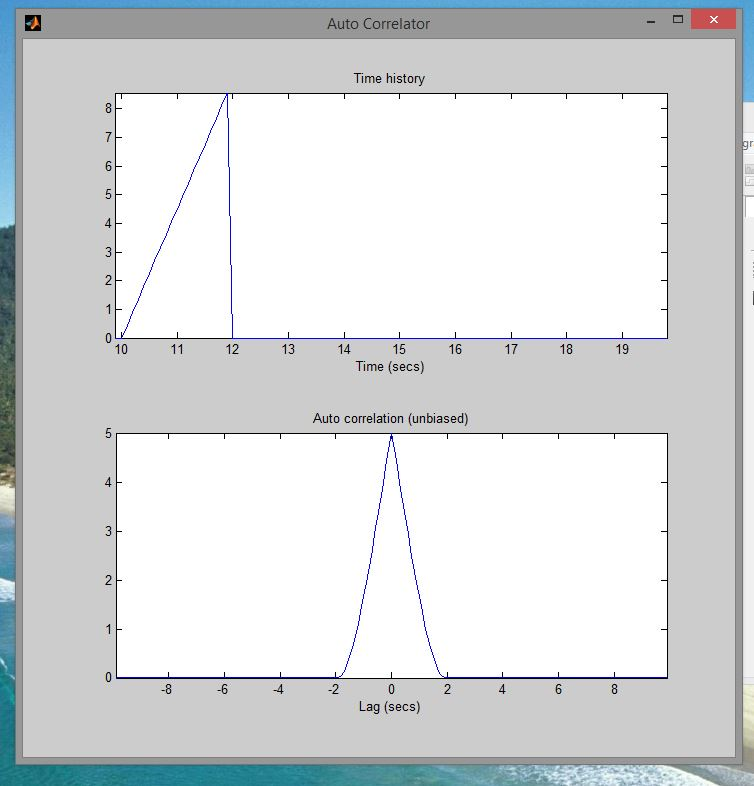 Auto Correlator
Time history
8
7
6
5
4
3
2
1
0
10 11 12 13 14 15 16 17 18 19
Time (secs)
Auto correlation (unbiased)
5
4
3
2
1
0
-8 -6 -4 -2 0 2 4 6 8
Lag (secs)
gr